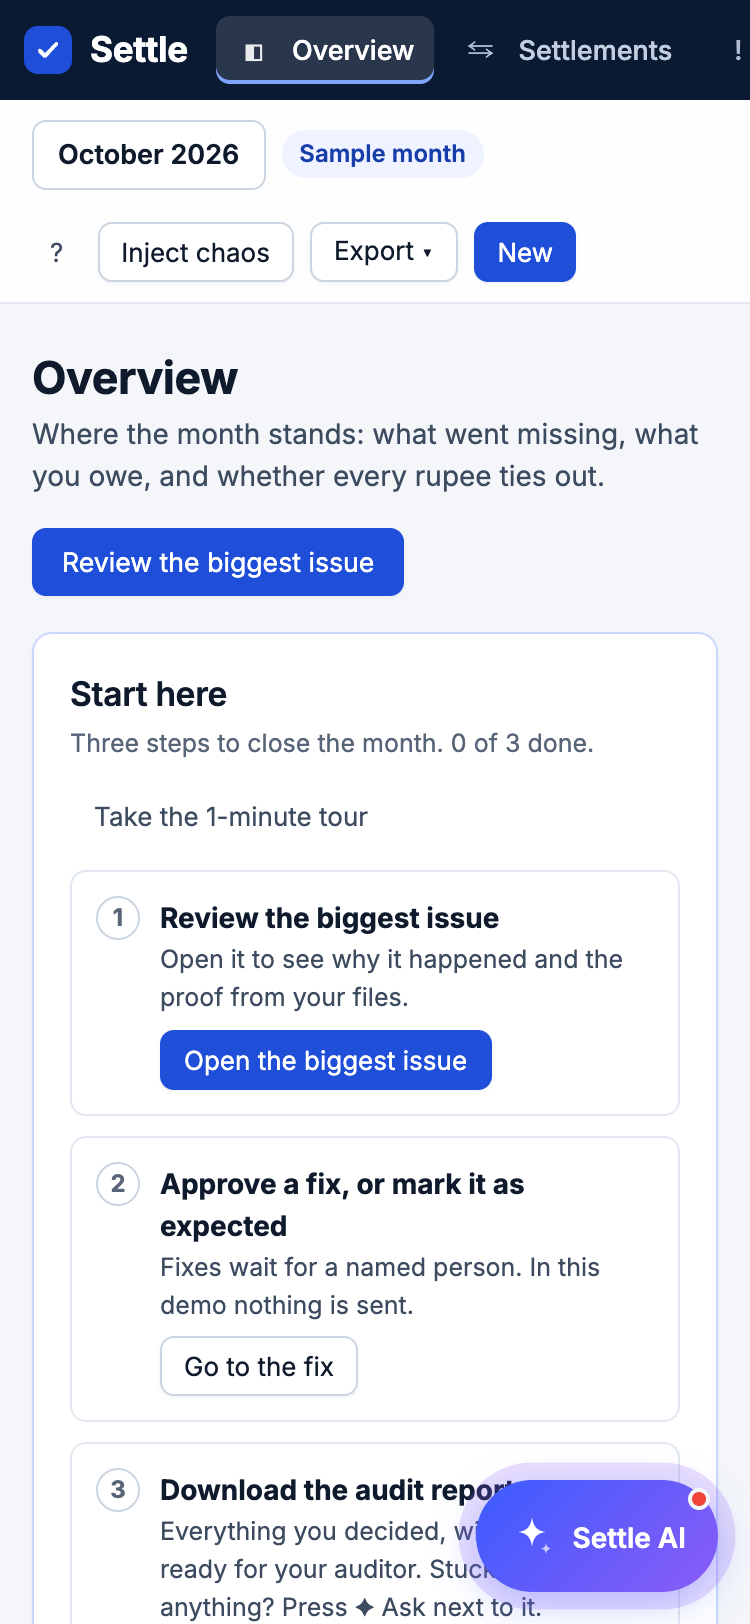 Settle
Overview
Settlements
!
October 2026
Sample month
?
Inject chaos
Export ▾
New
Overview
Where the month stands: what went missing, what
you owe, and whether every rupee ties out.
Review the biggest issue
Start here
Three steps to close the month. 0 of 3 done.
Take the 1-minute tour
1
Review the biggest issue
Open it to see why it happened and the
proof from your files.
Open the biggest issue
2
Approve a fix, or mark it as
expected
Fixes wait for a named person. In this
demo nothing is sent.
Go to the fix
3
Download the audit report
Everything you decided,
ready for your auditor. Stuck
anything? Press ✦ Ask next to it.
Settle AI